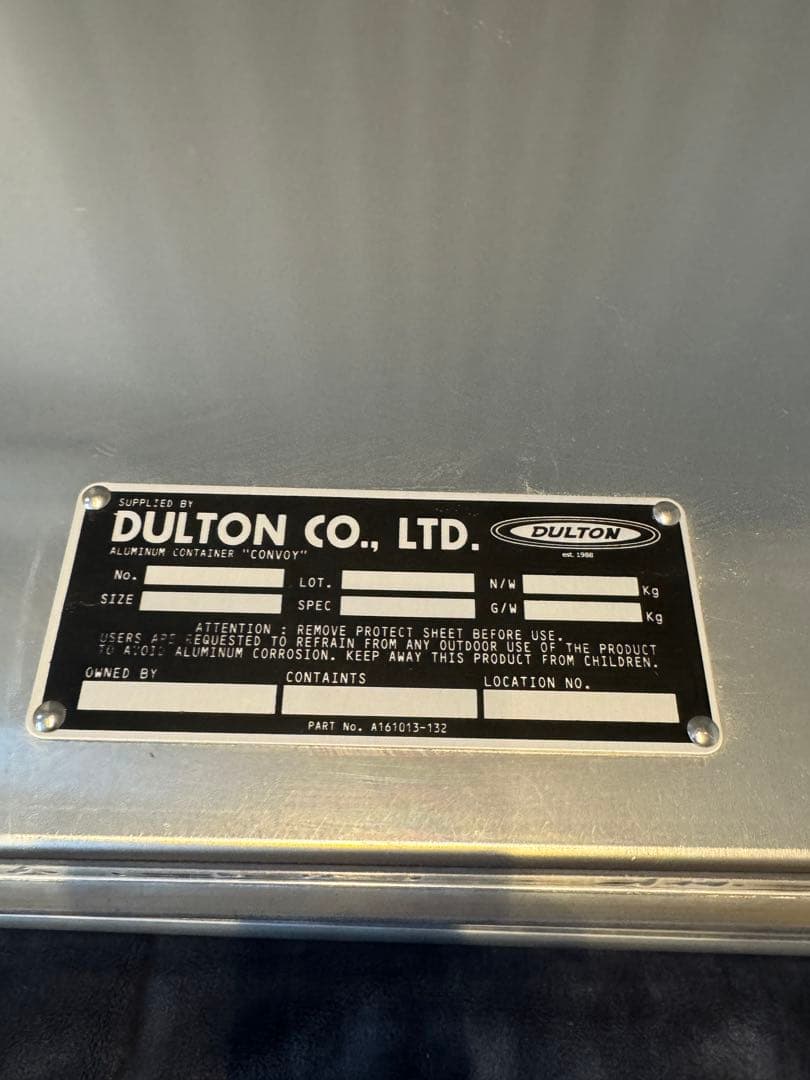 SUPPLIED BY
DULTON CO., LTD.
DULTON
est. 1988
ALUMINUM CONTAINER "CONVOY"
No. LOT. N/W Kg
SIZE SPEC G/W Kg
ATTENTION : REMOVE PROTECT SHEET BEFORE USE.
USERS ARE REQUESTED TO REFRAIN FROM ANY OUTDOOR USE OF THE PRODUCT
TO AVOID ALUMINUM CORROSION. KEEP AWAY THIS PRODUCT FROM CHILDREN.
OWNED BY CONTAINTS LOCATION NO.
PART No. A161013-132